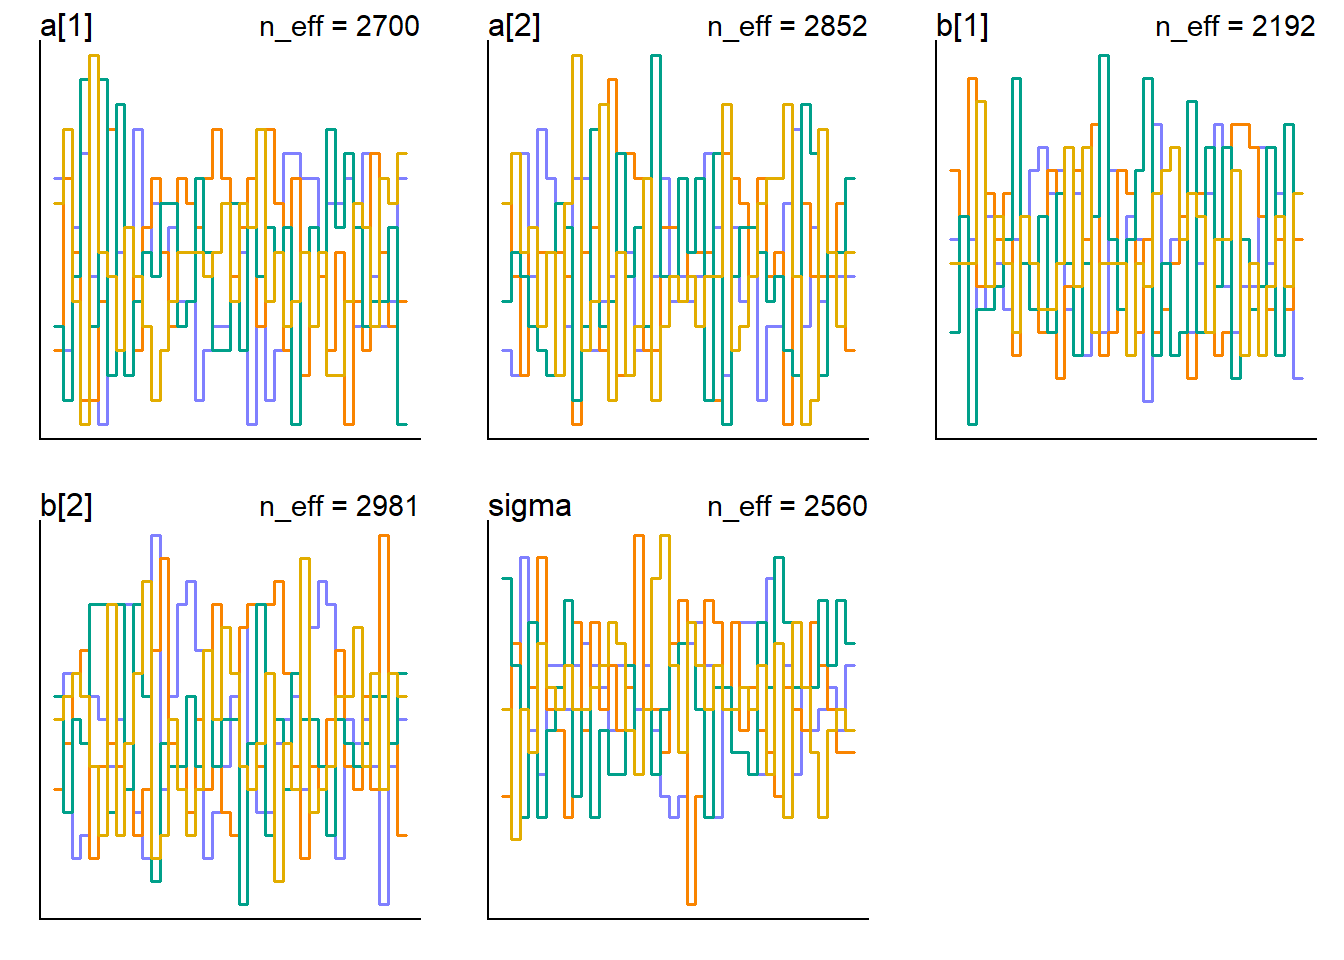 a[1] n_eff = 2700
a[2] n_eff = 2852
b[1] n_eff = 2192
b[2] n_eff = 2981
sigma n_eff = 2560